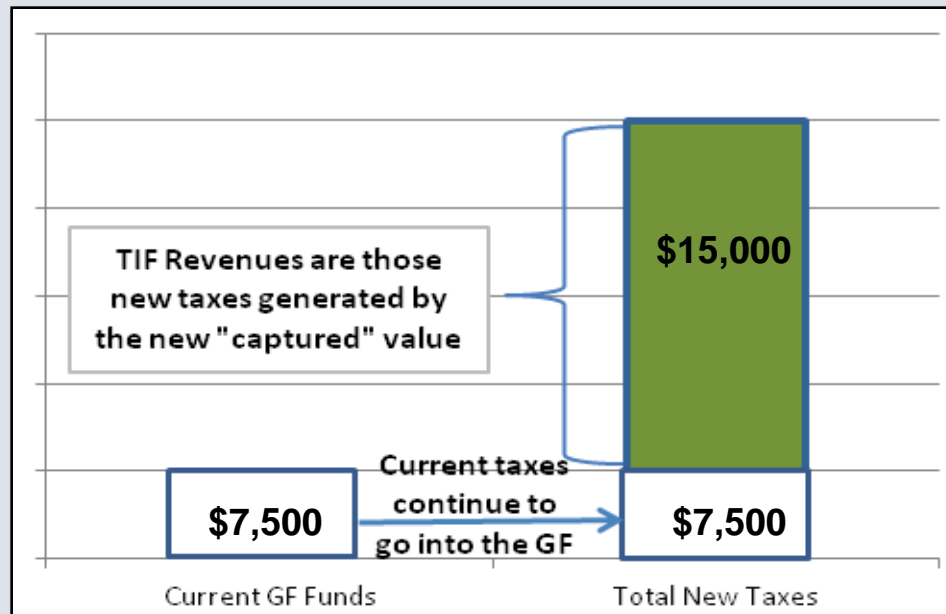 $15,000
TIF Revenues are those
new taxes generated by
the new "captured" value
Current taxes
continue to
go into the GF
$7,500
$7,500
Current GF Funds
Total New Taxes